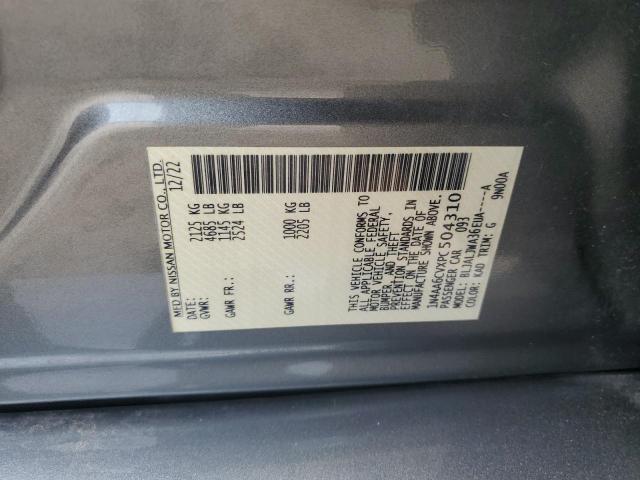 MFD BY NISSAN MOTOR CO., LTD.
DATE: 12/22
GVWR: 2125 KG
4685 LB
GAWR FR.: 1145 KG
2524 LB
GAWR RR.: 1000 KG
2205 LB
THIS VEHICLE CONFORMS TO
ALL APPLICABLE FEDERAL
MOTOR VEHICLE SAFETY,
BUMPER, AND THEFT
PREVENTION STANDARDS IN
EFFECT ON THE DATE OF
MANUFACTURE SHOWN ABOVE.
1N4AA6CVXPC504310
PASSENGER CAR 093
MODEL: A
COLOR: KAD TRIM: G 9N00A